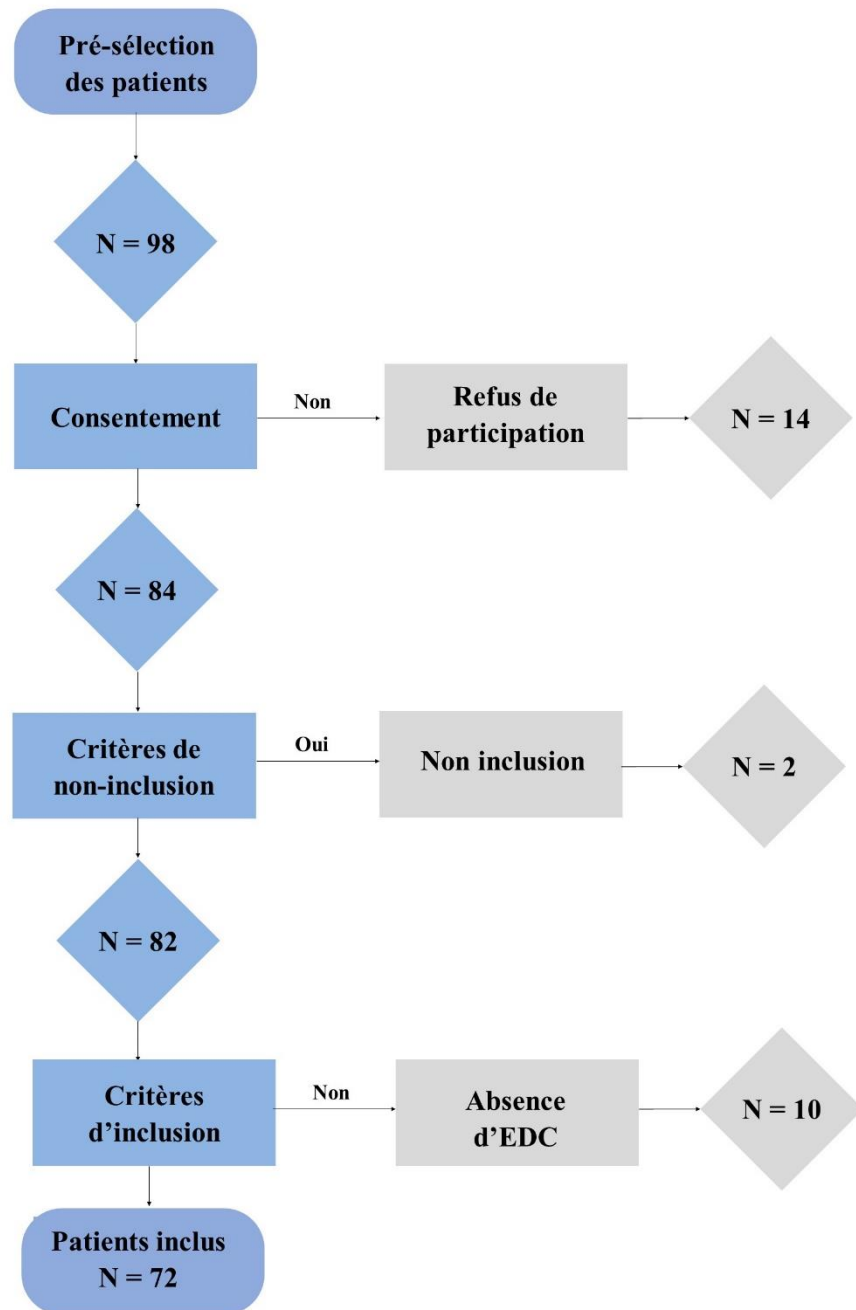 Pré-sélection
des patients
N = 98
Consentement
Non
Refus de
participation
N = 14
N = 84
Critères de
non-inclusion
Oui
Non inclusion
N = 2
N = 82
Critères
d’inclusion
Non
Absence
d’EDC
N = 10
Patients inclus
N = 72